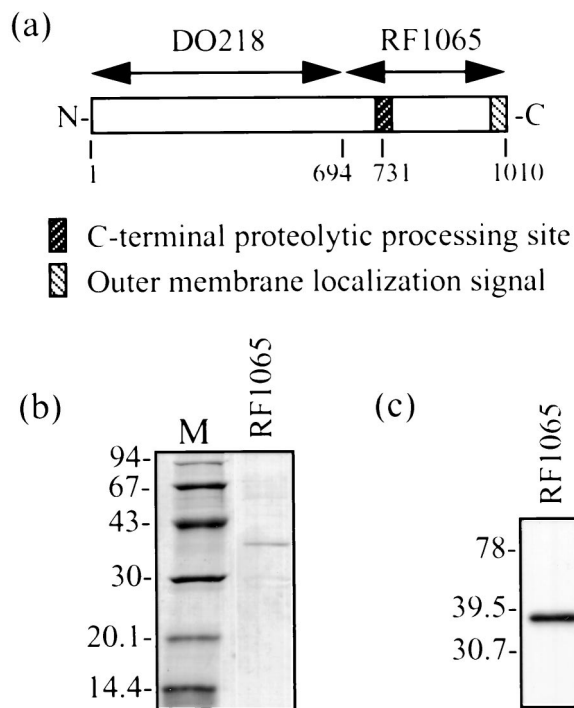 (a)
DO218 RF1065
N- -C
1 694 731 1010
C-terminal proteolytic processing site
Outer membrane localization signal
(b)
M RF1065
94-
67-
43-
30-
20.1-
14.4-
(c)
RF1065
78-
39.5-
30.7-